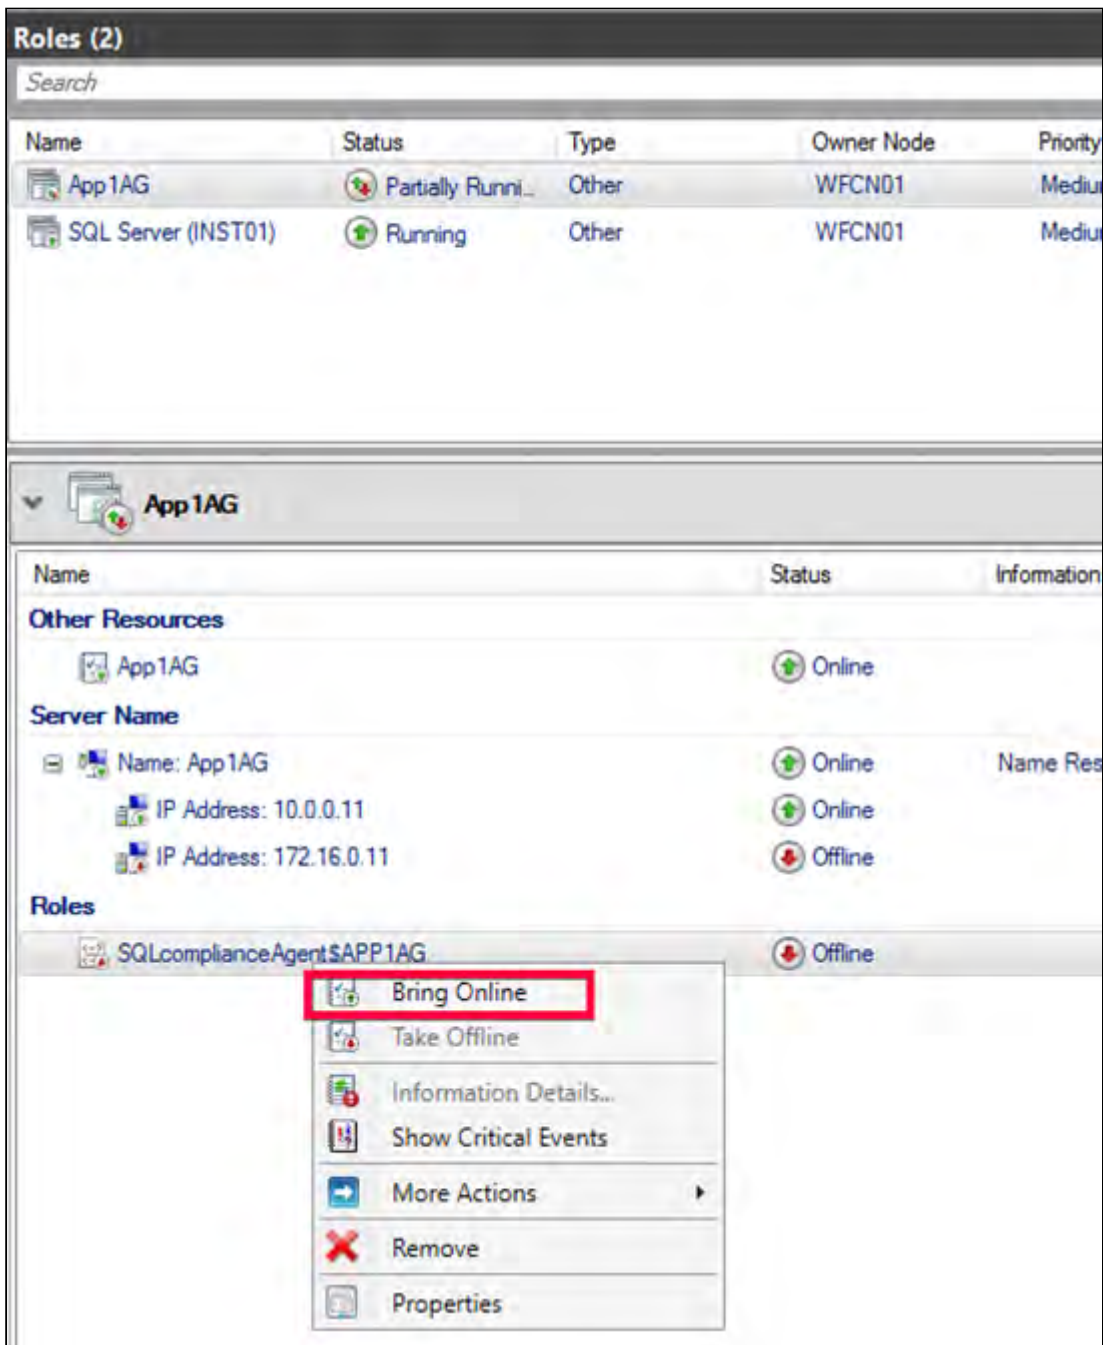 Roles (2)
Search
Name Status Type Owner Node Priority
App1AG Partially Runni... Other WFCN01 Mediu
SQL Server (INST01) Running Other WFCN01 Mediu
App1AG
Name Status Information
Other Resources
App1AG Online
Server Name
Name: App1AG Online Name Res
IP Address: 10.0.0.11 Online
IP Address: 172.16.0.11 Offline
Roles
SQLcomplianceAgent$APP1AG Offline
Bring Online
Take Offline
Information Details...
Show Critical Events
More Actions
Remove
Properties